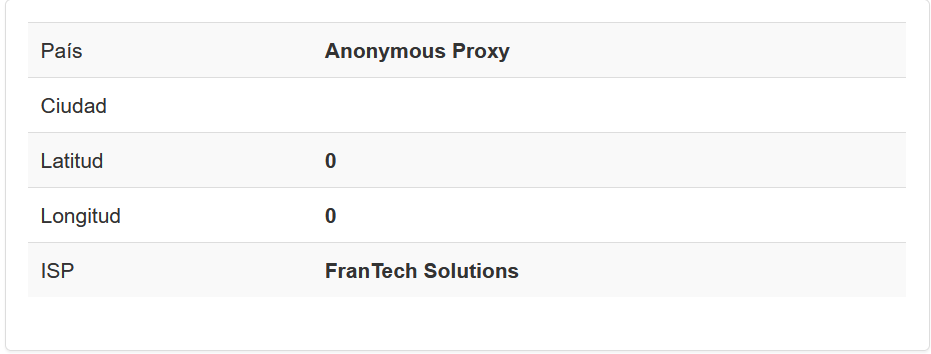 País Anonymous Proxy
Ciudad
Latitud 0
Longitud 0
ISP FranTech Solutions